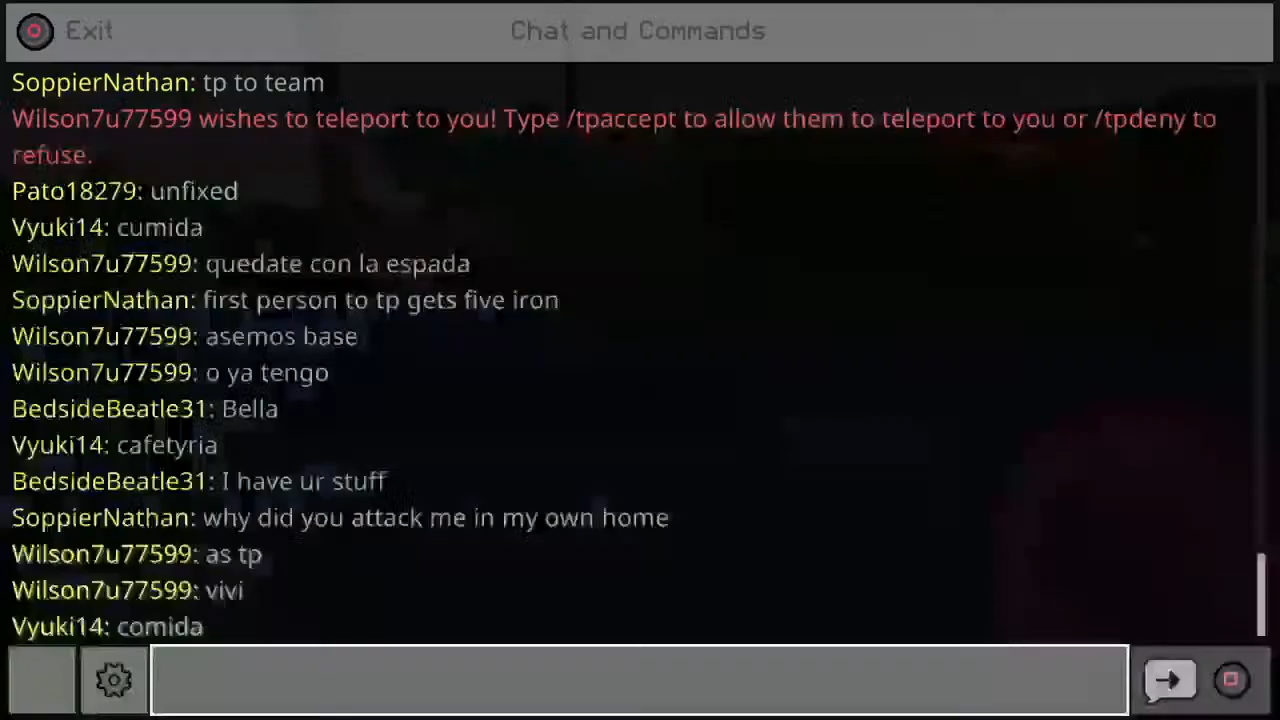 Exit
Chat and Commands
SoppierNathan: tp to team
Wilson7u77599 wishes to teleport to you! Type /tpaccept to allow them to teleport to you or /tpdeny to
refuse.
Pato18279: unfixed
Vyuki14: cumida
Wilson7u77599: quedate con la espada
SoppierNathan: first person to tp gets five iron
Wilson7u77599: asemos base
Wilson7u77599: o ya tengo
BedsideBeatle31: Bella
Vyuki14: cafetyria
BedsideBeatle31: I have ur stuff
SoppierNathan: why did you attack me in my own home
Wilson7u77599: as tp
Wilson7u77599: vivi
Vyuki14: comida